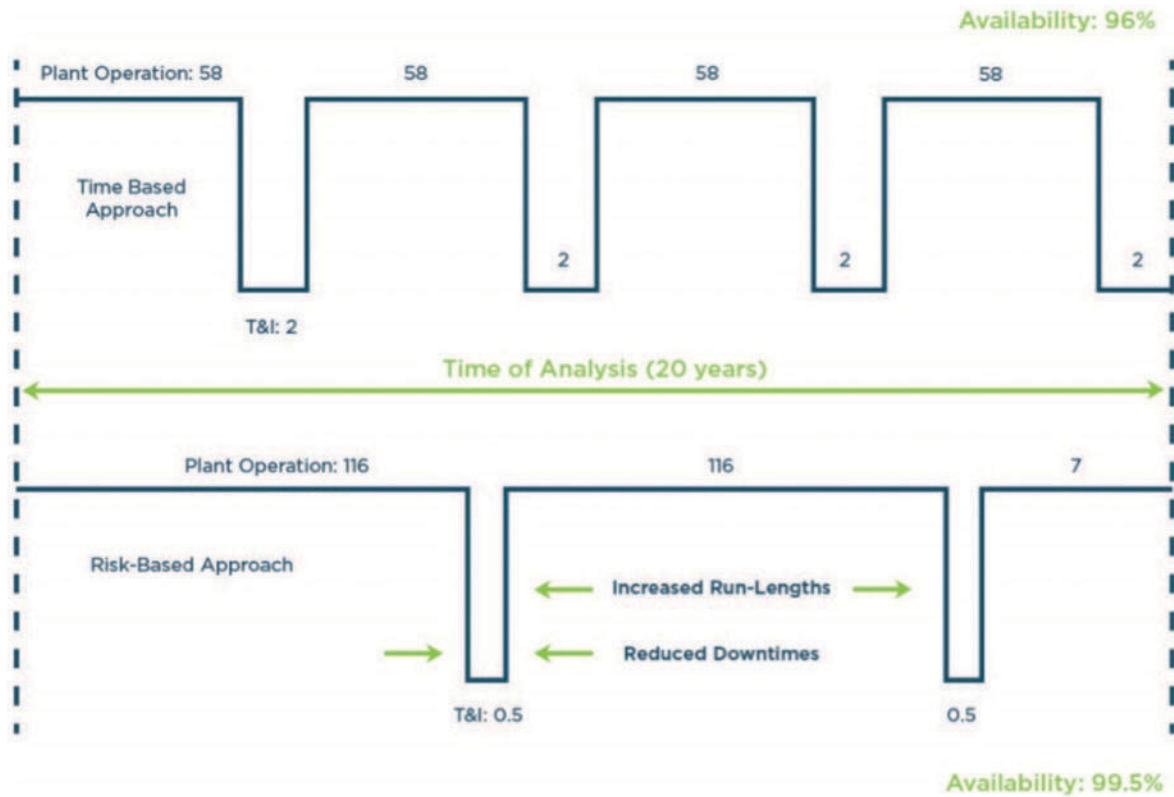 Availability: 96%
Plant Operation: 58
58
58
58
Time Based
Approach
2
2
2
T&I: 2
Time of Analysis (20 years)
Plant Operation: 116
116
7
Risk-Based Approach
Increased Run-Lengths
Reduced Downtimes
T&I: 0.5
0.5
Availability: 99.5%